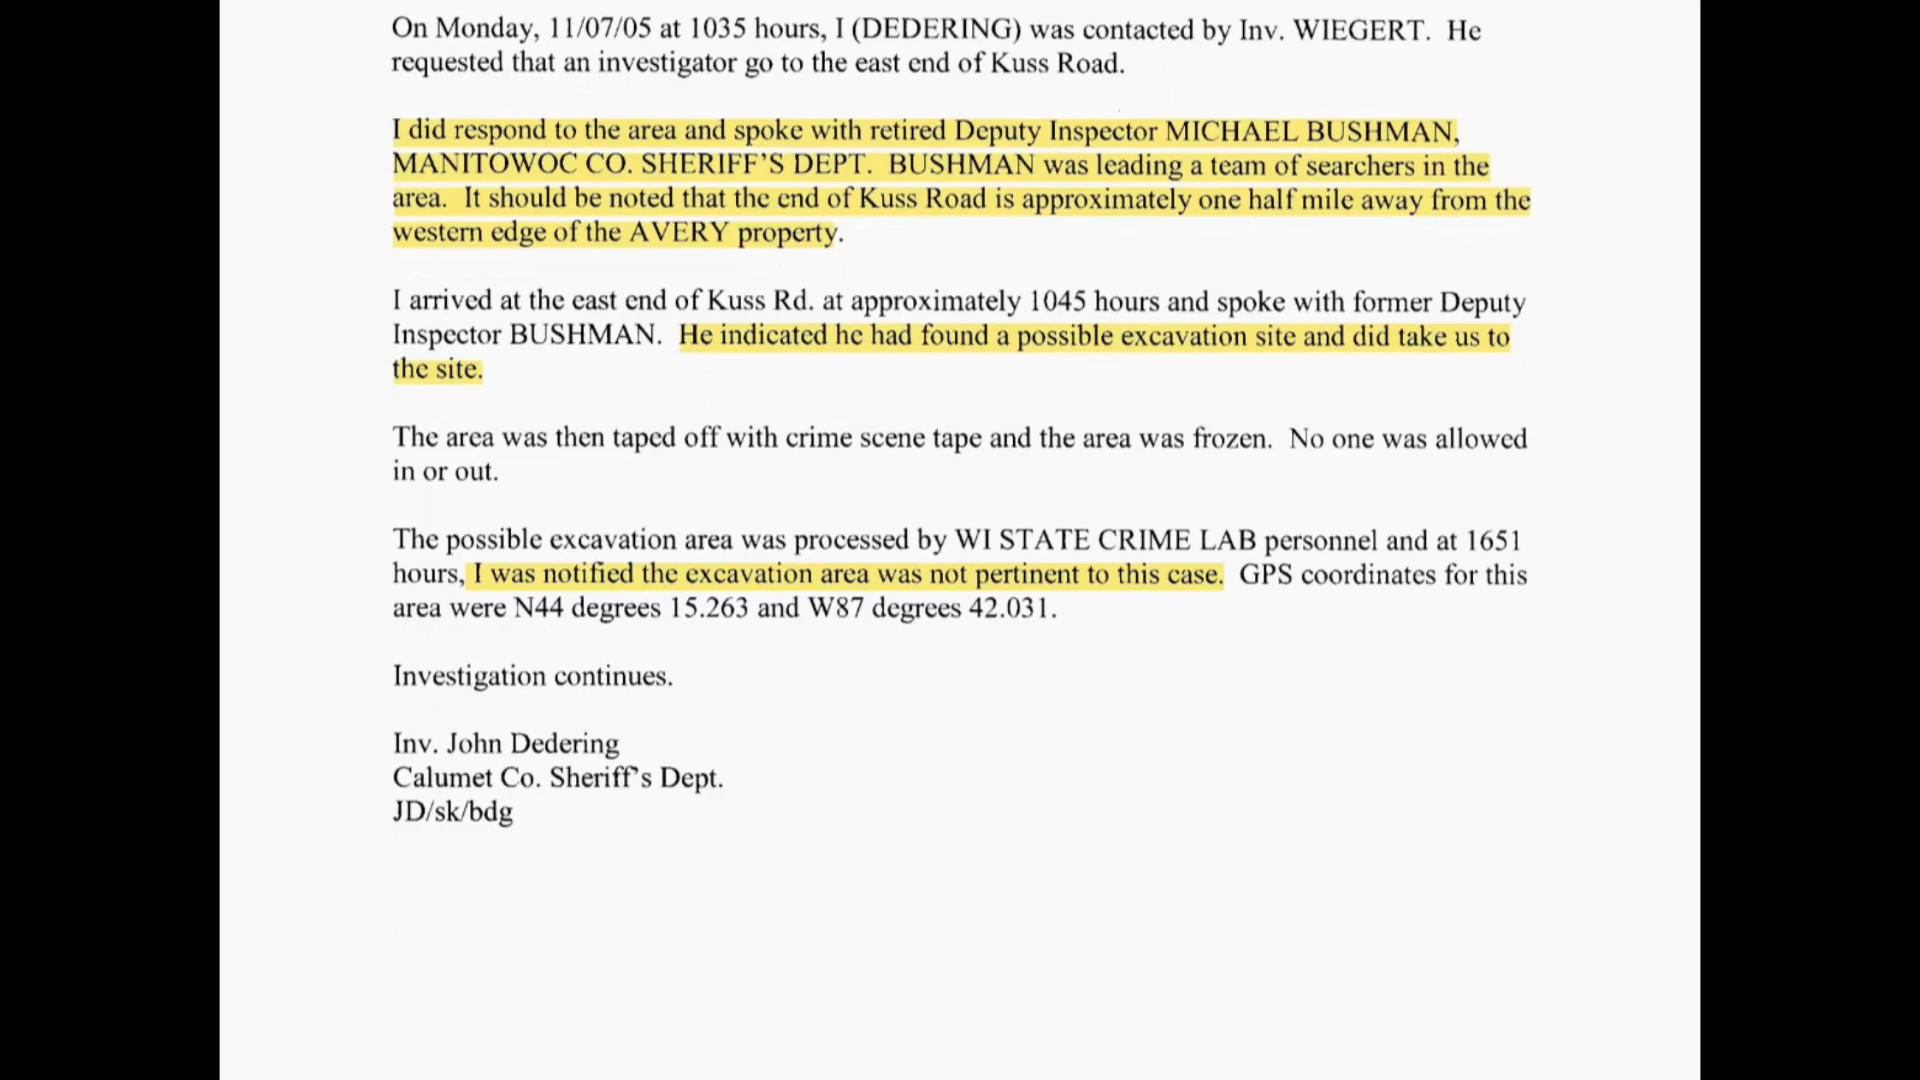 On Monday, 11/07/05 at 1035 hours, I (DEDERING) was contacted by Inv. WIEGERT.  He
requested that an investigator go to the east end of Kuss Road.
I did respond to the area and spoke with retired Deputy Inspector MICHAEL BUSHMAN,
MANITOWOC CO. SHERIFF'S DEPT.  BUSHMAN was leading a team of searchers in the
area.  It should be noted that the end of Kuss Road is approximately one half mile away from the
western edge of the AVERY property.
I arrived at the east end of Kuss Rd. at approximately 1045 hours and spoke with former Deputy
Inspector BUSHMAN.  He indicated he had found a possible excavation site and did take us to
the site.
The area was then taped off with crime scene tape and the area was frozen.  No one was allowed
in or out.
The possible excavation area was processed by WI STATE CRIME LAB personnel and at 1651
hours, I was notified the excavation area was not pertinent to this case.  GPS coordinates for this
area were N44 degrees 15.263 and W87 degrees 42.031.
Investigation continues.
Inv. John Dedering
Calumet Co. Sheriff's Dept.
JD/sk/bdg